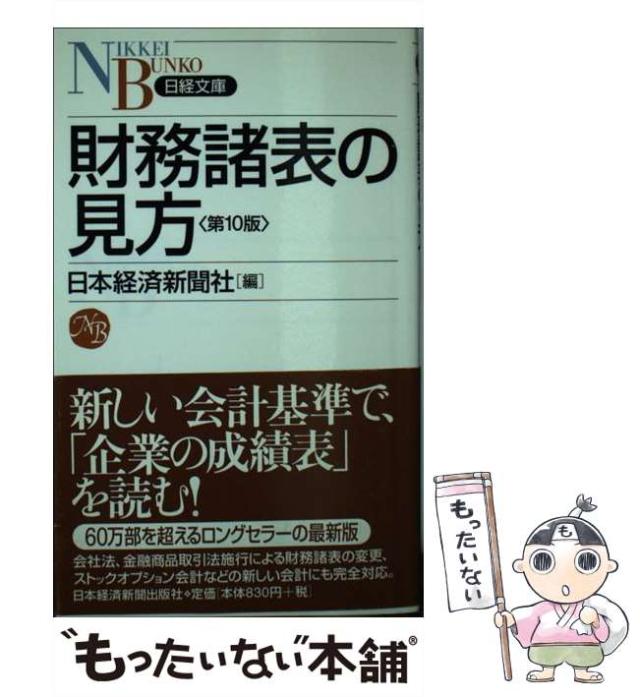 NIKKEI
BUNKO
日経文庫
財務諸表の
見方〈第10版〉
日本経済新聞社[編]
NB
新しい会計基準で、
「企業の成績表」
を読む!
60万部を超えるロングセラーの最新版
会社法、金融商品取引法施行による財務諸表の変更、
ストックオプション会計などの新しい会計にも完全対応。
日本経済新聞出版社◆定価[本体830円+税]
も
もったいない
"もったいない"本舗®